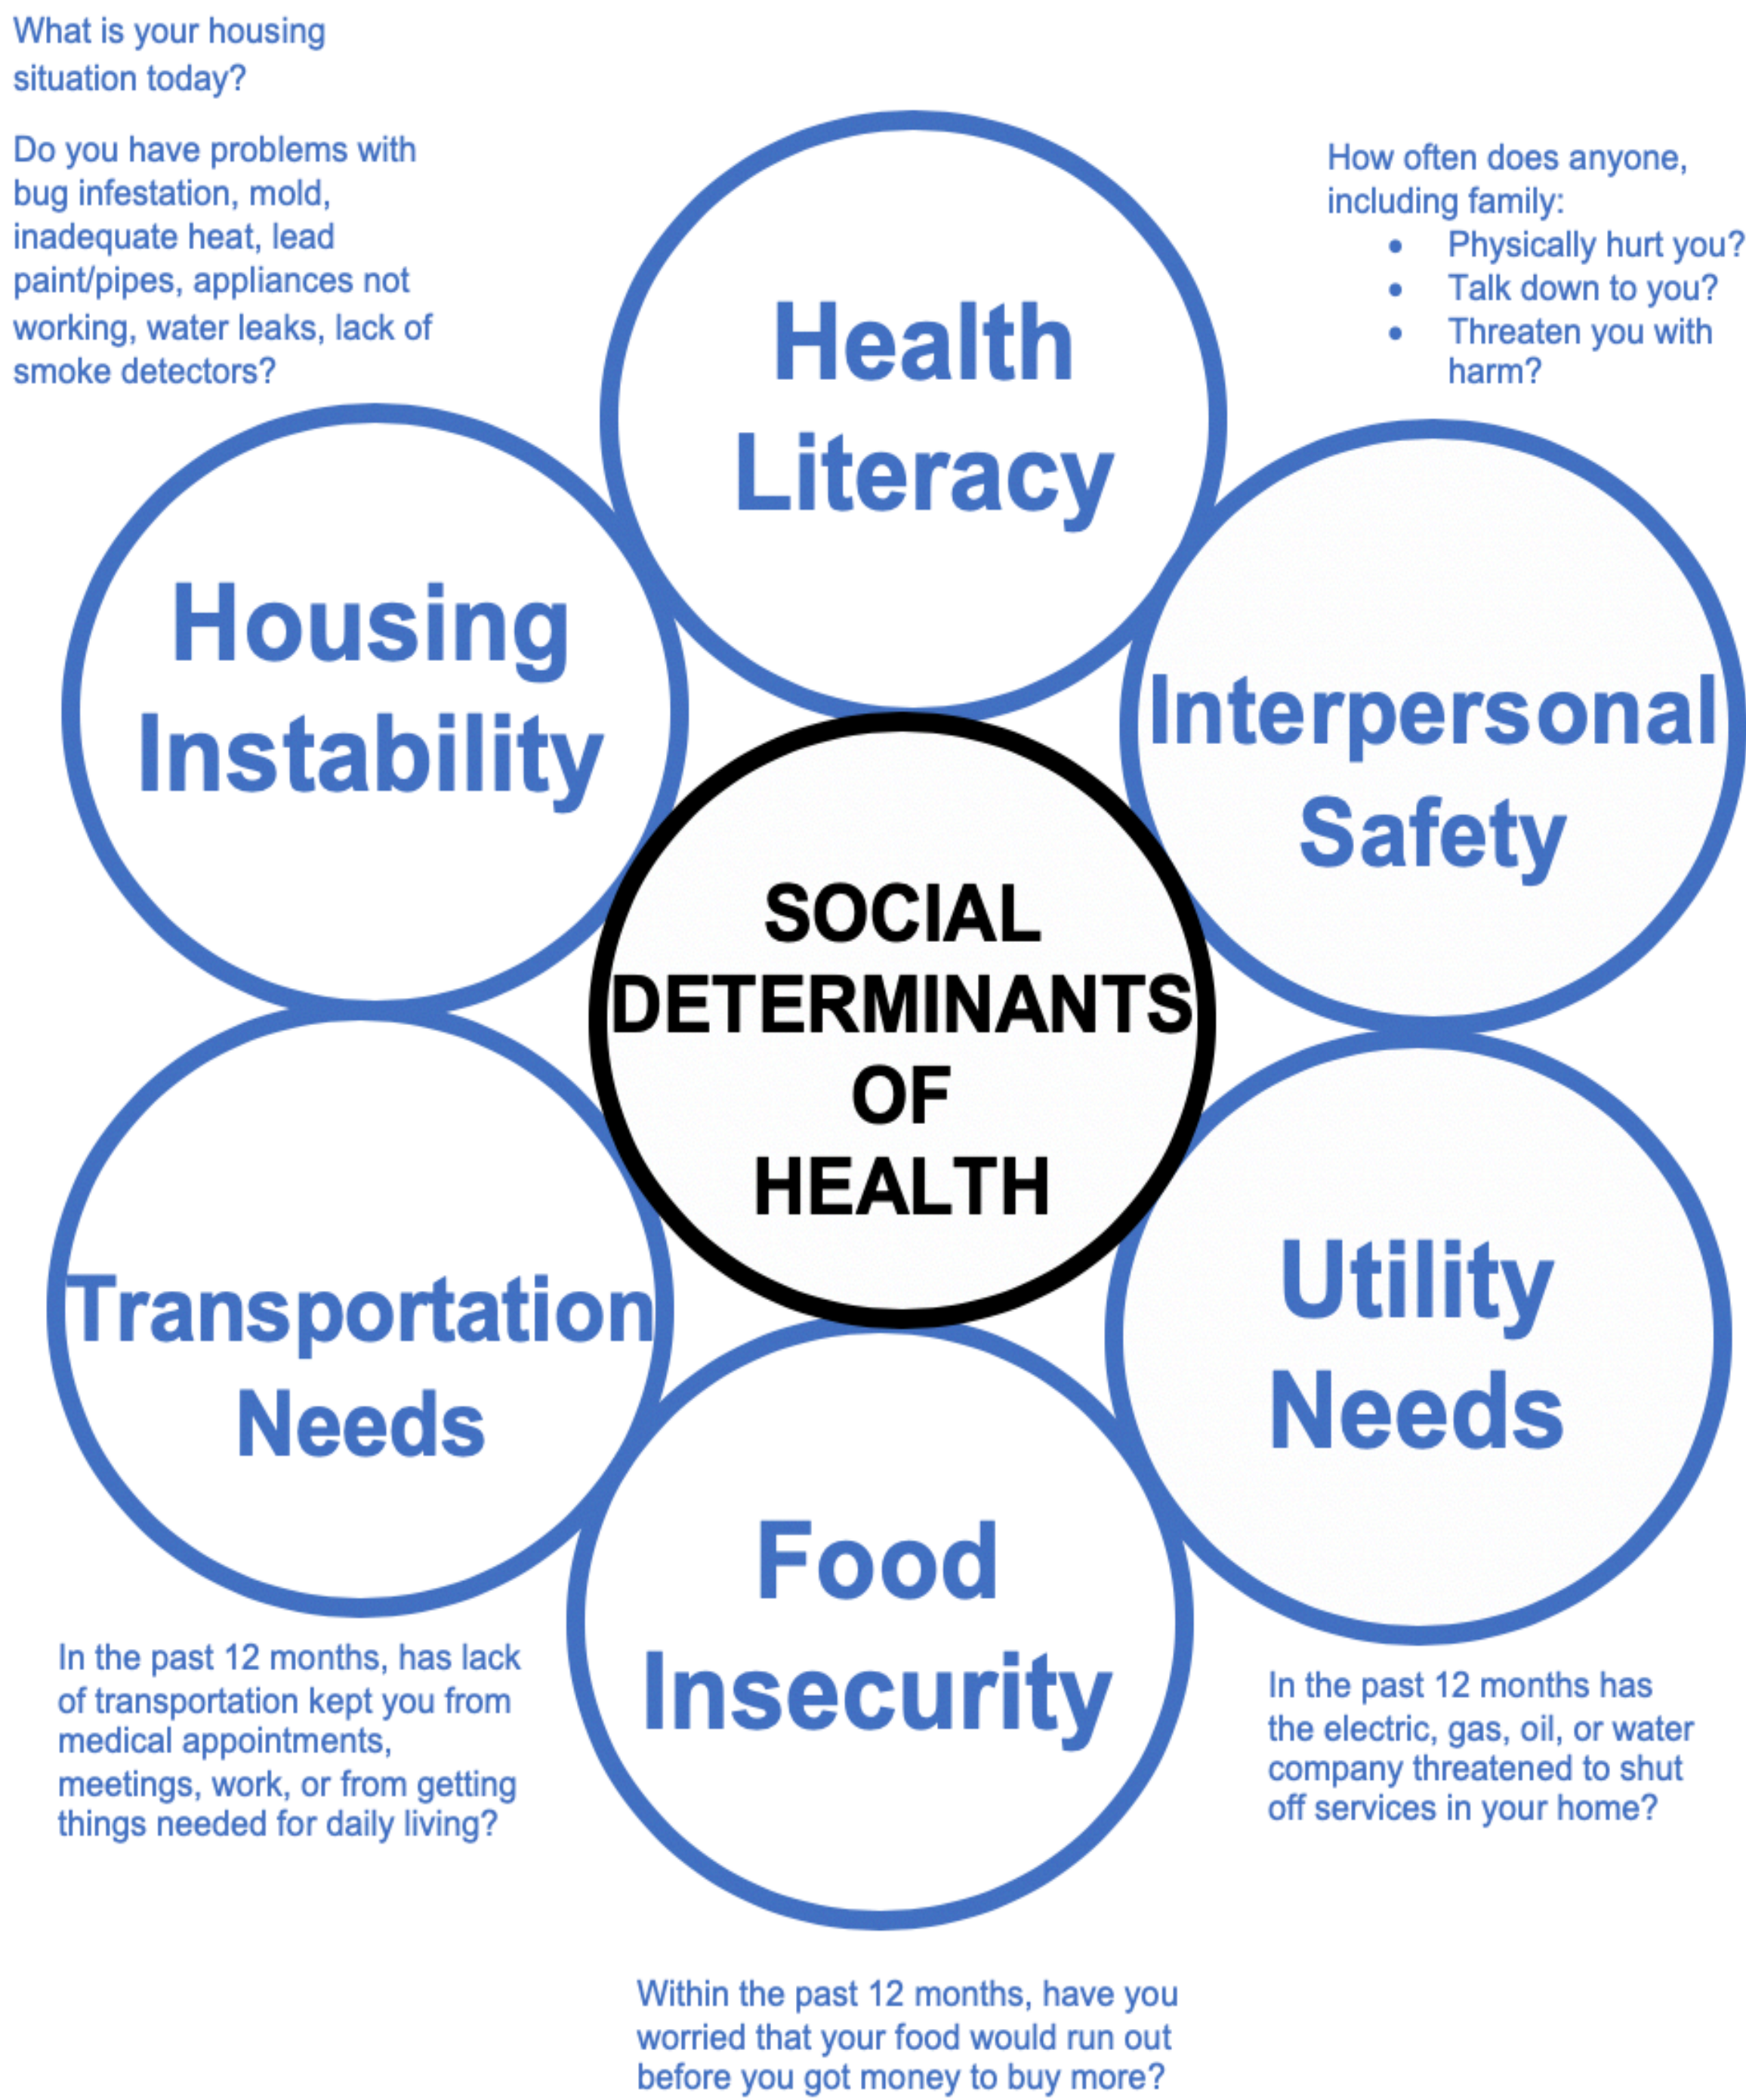 What is your housing
situation today?
Do you have problems with
bug infestation, mold,
inadequate heat, lead
paint/pipes, appliances not
working, water leaks, lack of
smoke detectors?
How often does anyone,
including family:
• Physically hurt you?
• Talk down to you?
• Threaten you with
harm?
Health
Literacy
Housing
Instability
Interpersonal
Safety
SOCIAL
DETERMINANTS
OF
HEALTH
Transportation
Needs
Utility
Needs
Food
Insecurity
In the past 12 months, has lack
of transportation kept you from
medical appointments,
meetings, work, or from getting
things needed for daily living?
In the past 12 months has
the electric, gas, oil, or water
company threatened to shut
off services in your home?
Within the past 12 months, have you
worried that your food would run out
before you got money to buy more?